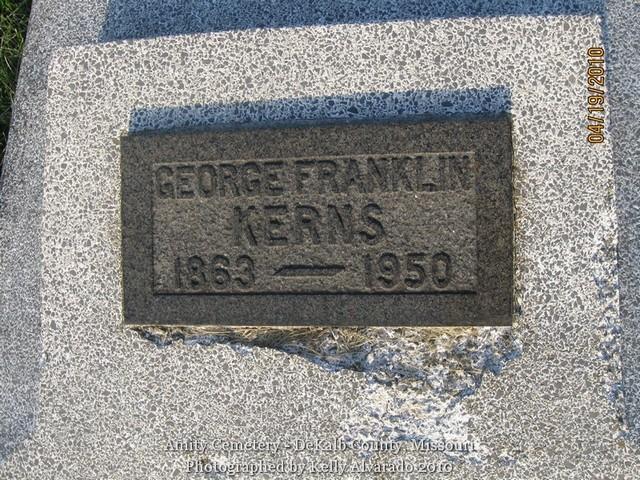 GEORGE FRANKLIN
KERNS
1863 — 1950
04/19/2010
Amity Cemetery - DeKalb County, Missouri
Photographed by Kelly Alvarado 2010